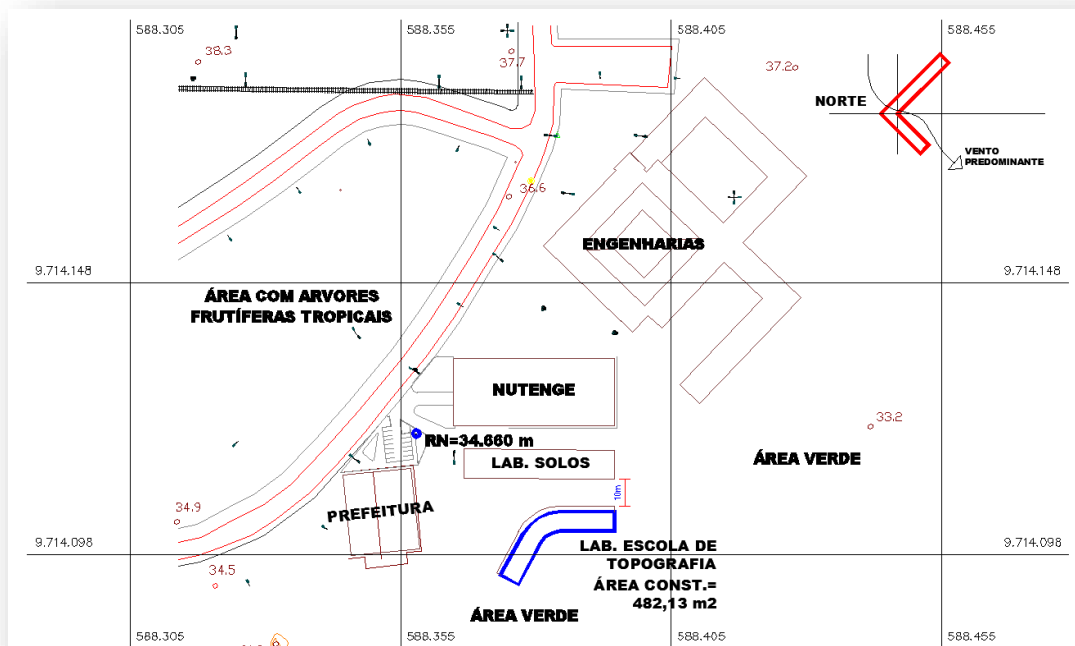 588.305
588.355
588.405
588.455
38.3
37.7
37.2
NORTE
VENTO
PREDOMINANTE
36.6
ENGENHARIAS
9.714.148
9.714.148
ÁREA COM ARVORES
FRUTÍFERAS TROPICAIS
NUTENGE
33.2
RN=34.660 m
LAB. SOLOS
ÁREA VERDE
10m
34.9
PREFEITURA
9.714.098
9.714.098
LAB. ESCOLA DE
TOPOGRAFIA
ÁREA CONST.=
482,13 m2
34.5
ÁREA VERDE
588.305
588.355
588.405
588.455